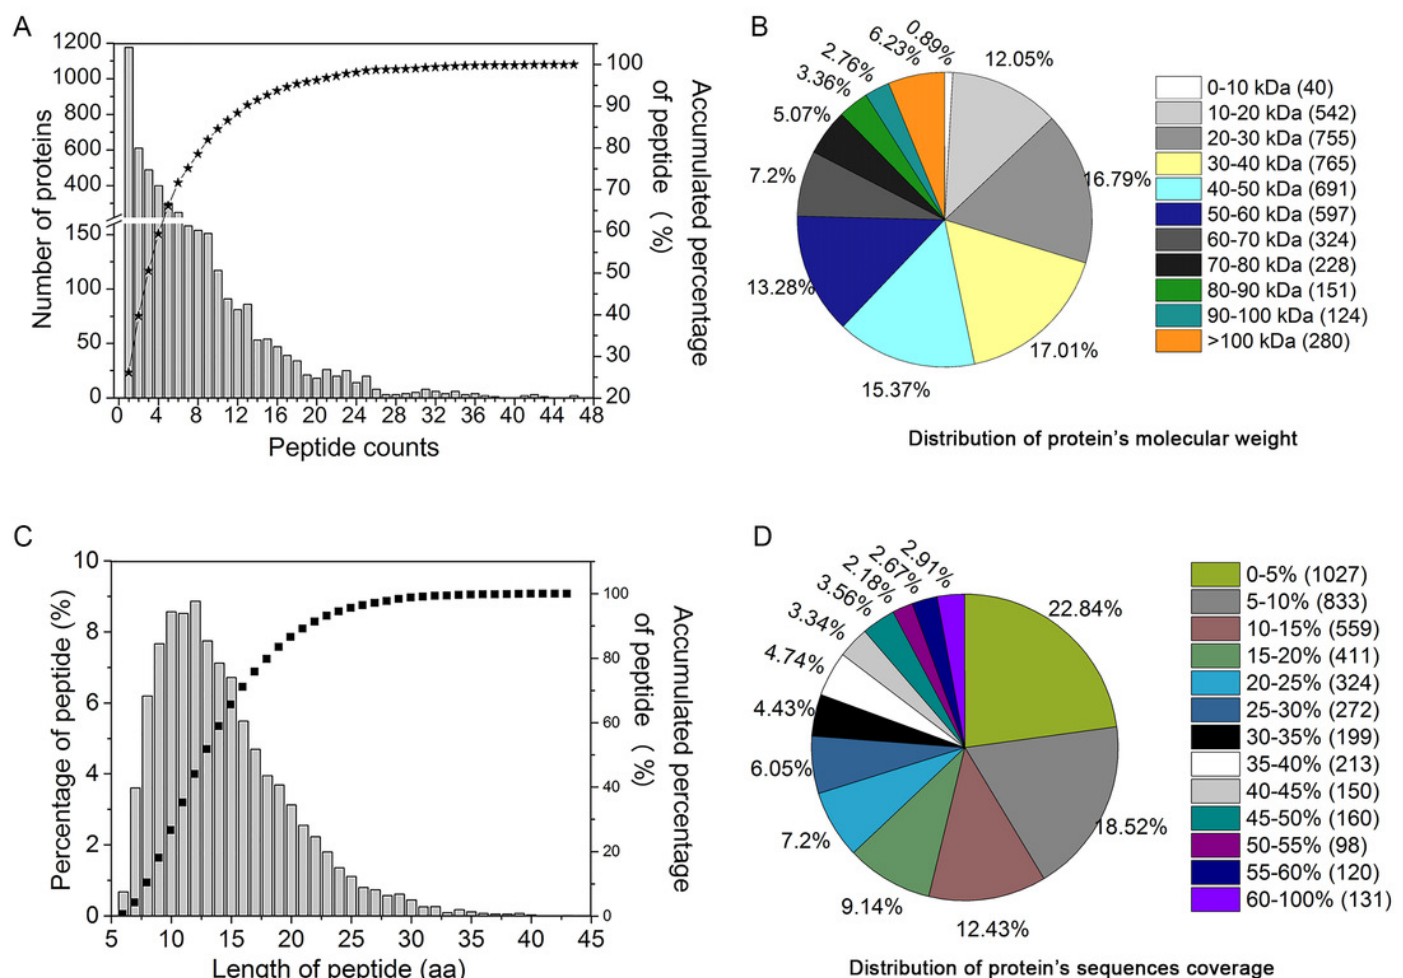 A
1200
1000
800
600
400
150
100
50
0
Number of proteins
0 4 8 12 16 20 24 28 32 36 40 44 48
Peptide counts
100
90
80
70
60
50
40
30
20
Accumulated percentage
of peptide (%)
B
0.89%
12.05%
16.79%
17.01%
15.37%
13.28%
7.2%
5.07%
3.36%
2.76%
6.23%
0-10 kDa (40)
10-20 kDa (542)
20-30 kDa (755)
30-40 kDa (765)
40-50 kDa (691)
50-60 kDa (597)
60-70 kDa (324)
70-80 kDa (228)
80-90 kDa (151)
90-100 kDa (124)
>100 kDa (280)
Distribution of protein's molecular weight
C
10
8
6
4
2
0
Percentage of peptide (%)
5 10 15 20 25 30 35 40 45
Length of peptide (aa)
100
80
60
40
20
0
Accumulated percentage
of peptide (%)
D
22.84%
18.52%
12.43%
9.14%
7.2%
6.05%
4.43%
4.74%
3.34%
3.56%
2.18%
2.67%
2.91%
0-5% (1027)
5-10% (833)
10-15% (559)
15-20% (411)
20-25% (324)
25-30% (272)
30-35% (199)
35-40% (213)
40-45% (150)
45-50% (160)
50-55% (98)
55-60% (120)
60-100% (131)
Distribution of protein's sequences coverage